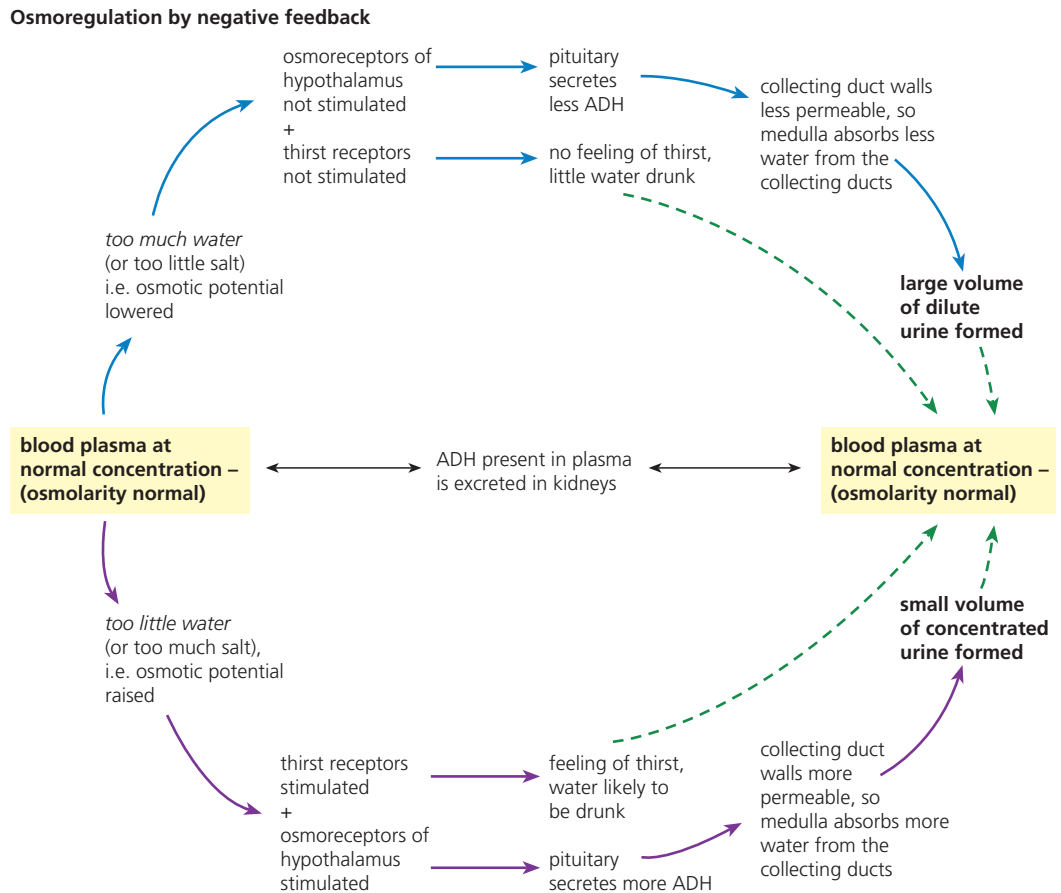 Osmoregulation by negative feedback
osmoreceptors of
hypothalamus
not stimulated
+
thirst receptors
not stimulated
pituitary
secretes
less ADH
no feeling of thirst,
little water drunk
collecting duct walls
less permeable, so
medulla absorbs less
water from the
collecting ducts
too much water
(or too little salt)
i.e. osmotic potential
lowered
large volume
of dilute
urine formed
blood plasma at
normal concentration –
(osmolarity normal)
ADH present in plasma
is excreted in kidneys
blood plasma at
normal concentration –
(osmolarity normal)
too little water
(or too much salt),
i.e. osmotic potential
raised
small volume
of concentrated
urine formed
thirst receptors
stimulated
+
osmoreceptors of
hypothalamus
stimulated
feeling of thirst,
water likely to
be drunk
pituitary
secretes more ADH
collecting duct
walls more
permeable, so
medulla absorbs more
water from the
collecting ducts